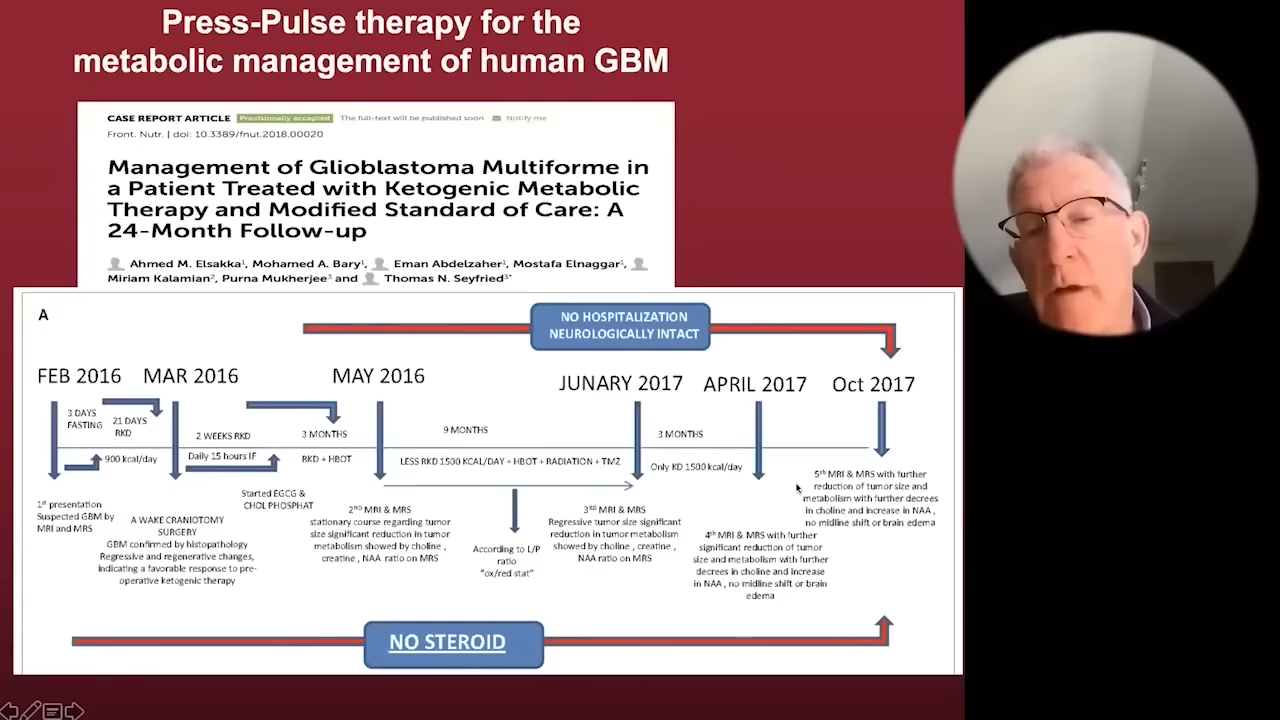 Press-Pulse therapy for the
metabolic management of human GBM
CASE REPORT ARTICLE Provisionally accepted The full-text will be published soon Notify me
Front. Nutr. | doi: 10.3389/fnut.2018.00020
Management of Glioblastoma Multiforme in
a Patient Treated with Ketogenic Metabolic
Therapy and Modified Standard of Care: A
24-Month Follow-up
Ahmed M. Elsakka¹, Mohamed A. Bary¹, Eman Abdelzaher¹, Mostafa Elnaggar¹,
Miriam Kalamian², Purna Mukherjee³ and Thomas N. Seyfried³*
A
NO HOSPITALIZATION
NEUROLOGICALLY INTACT
FEB 2016 MAR 2016 MAY 2016 JUNARY 2017 APRIL 2017 Oct 2017
3 DAYS
FASTING
21 DAYS
RKD
900 kcal/day
2 WEEKS RKD
Daily 15 hours IF
3 MONTHS
RKD + HBOT
9 MONTHS
LESS RKD 1500 KCAL/DAY + HBOT + RADIATION + TMZ
3 MONTHS
Only KD 1500 kcal/day
1st presentation
Suspected GBM by
MRI and MRS
A WAKE CRANIOTOMY
SURGERY
GBM confirmed by histopathology
Regressive and regenerative changes,
indicating a favorable response to pre-
operative ketogenic therapy
Started EGCG &
CHOL PHOSPHAT
2ND MRI & MRS
stationary course regarding tumor
size significant reduction in tumor
metabolism showed by choline ,
creatine , NAA ratio on MRS
According to L/P
ratio
"ox/red stat"
3RD MRI & MRS
Regressive tumor size significant
reduction in tumor metabolism
showed by choline , creatine ,
NAA ratio on MRS
4th MRI & MRS with further
significant reduction of tumor
size and metabolism with further
decrees in choline and increase
in NAA , no midline shift or brain
edema
5th MRI & MRS with further
reduction of tumor size and
metabolism with further decrees
in choline and increase in NAA ,
no midline shift or brain edema
NO STEROID